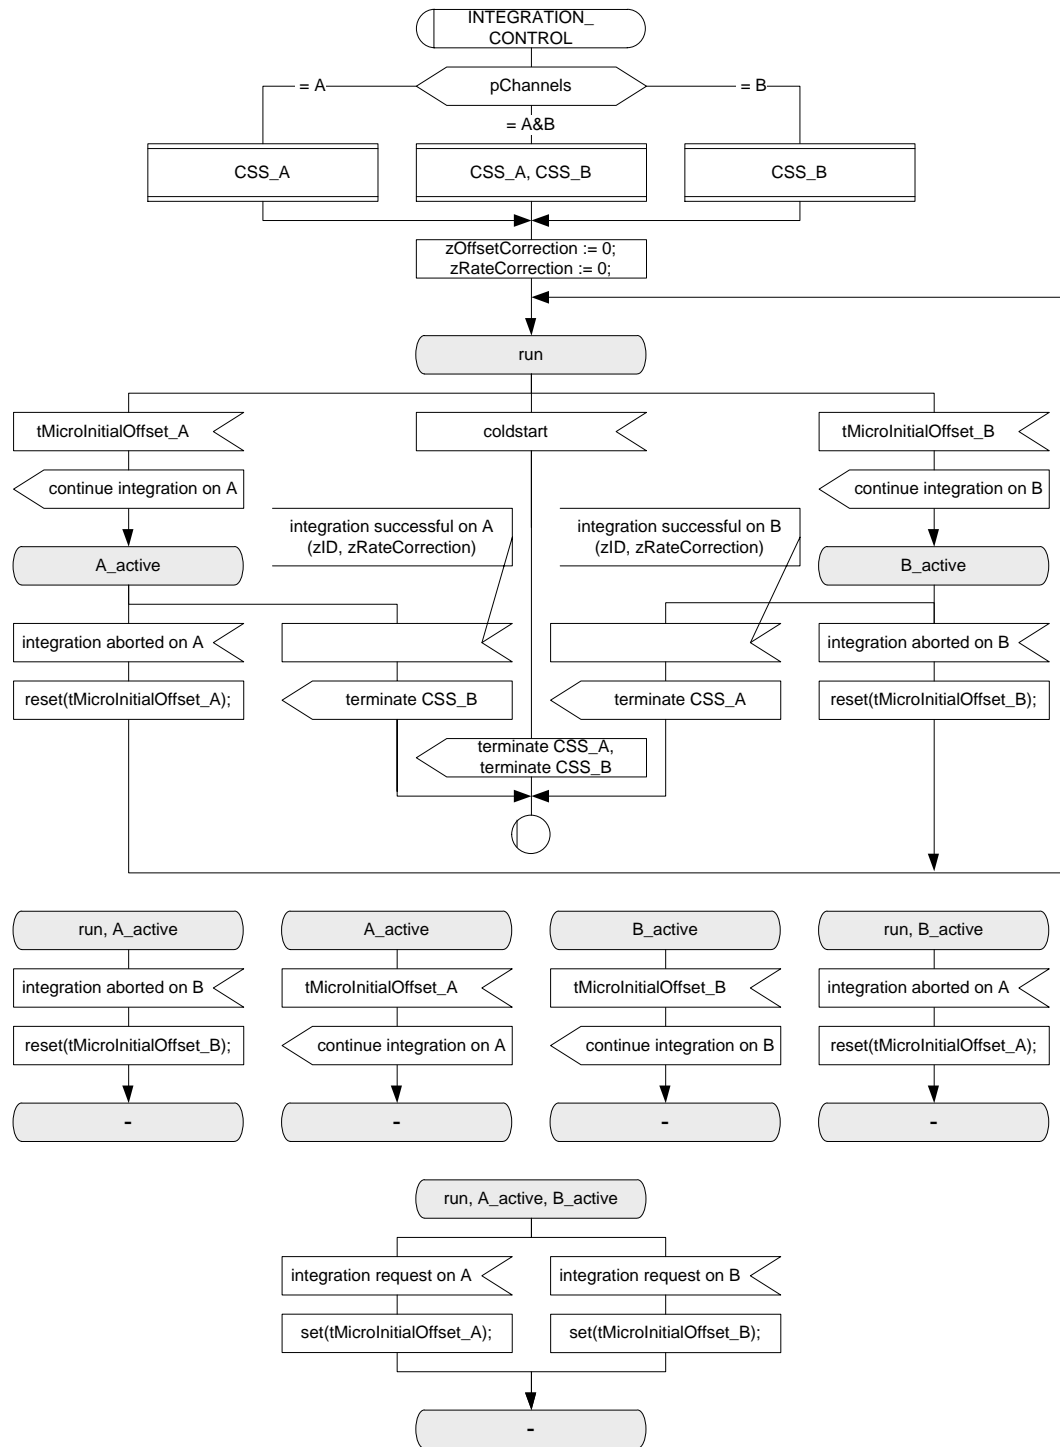 INTEGRATION_
CONTROL
pChannels
= A
= B
= A&B
CSS_A
CSS_A, CSS_B
CSS_B
zOffsetCorrection := 0;
zRateCorrection := 0;
run
tMicroInitialOffset_A
coldstart
tMicroInitialOffset_B
continue integration on A
continue integration on B
integration successful on A
(zID, zRateCorrection)
integration successful on B
(zID, zRateCorrection)
A_active
B_active
integration aborted on A
integration aborted on B
reset(tMicroInitialOffset_A);
terminate CSS_B
terminate CSS_A
reset(tMicroInitialOffset_B);
terminate CSS_A,
terminate CSS_B
run, A_active
A_active
B_active
run, B_active
integration aborted on B
tMicroInitialOffset_A
tMicroInitialOffset_B
integration aborted on A
reset(tMicroInitialOffset_B);
continue integration on A
continue integration on B
reset(tMicroInitialOffset_A);
-
-
-
-
run, A_active, B_active
integration request on A
integration request on B
set(tMicroInitialOffset_A);
set(tMicroInitialOffset_B);
-